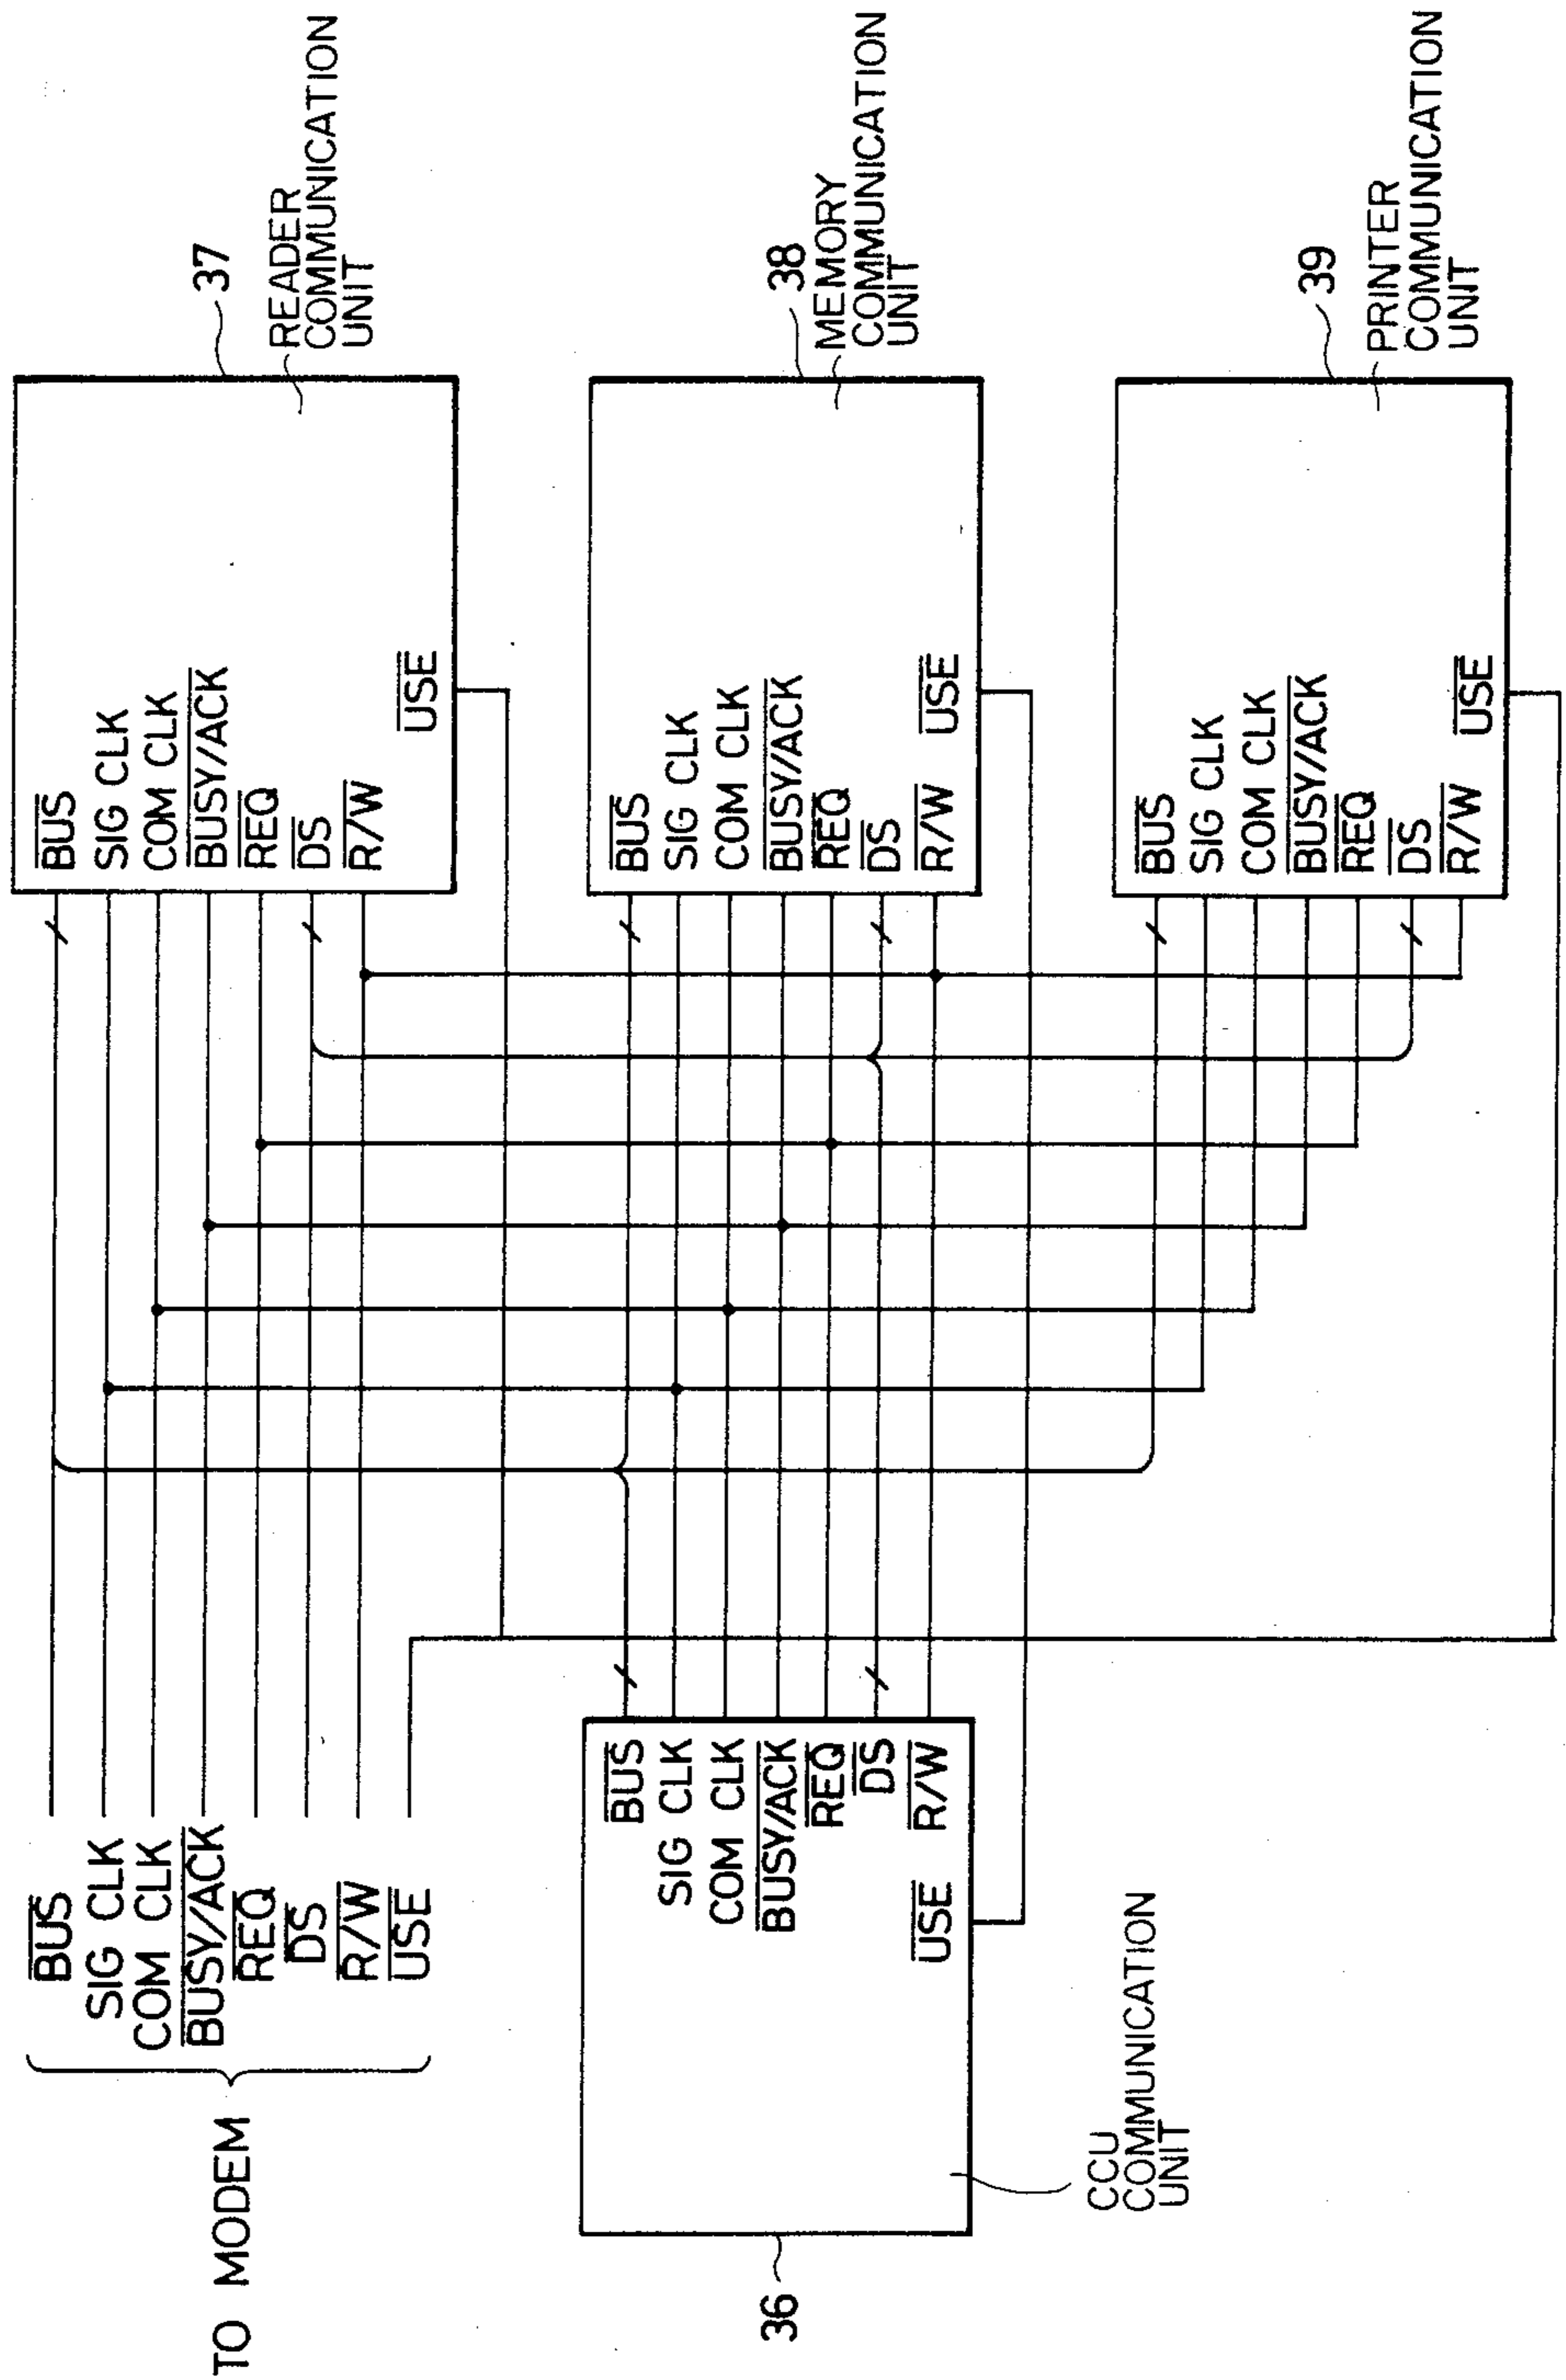 TO MODEM
BUS
SIG CLK
COM CLK
BUSY/ACK
REQ
DS
R/W
USE
37
READER
COMMUNICATION
UNIT
BUS
SIG CLK
COM CLK
BUSY/ACK
REQ
DS
R/W
USE
36
CCU
COMMUNICATION
UNIT
BUS
SIG CLK
COM CLK
BUSY/ACK
REQ
DS
R/W
USE
38
MEMORY
COMMUNICATION
UNIT
BUS
SIG CLK
COM CLK
BUSY/ACK
REQ
DS
R/W
USE
39
PRINTER
COMMUNICATION
UNIT
BUS
SIG CLK
COM CLK
BUSY/ACK
REQ
DS
R/W
USE